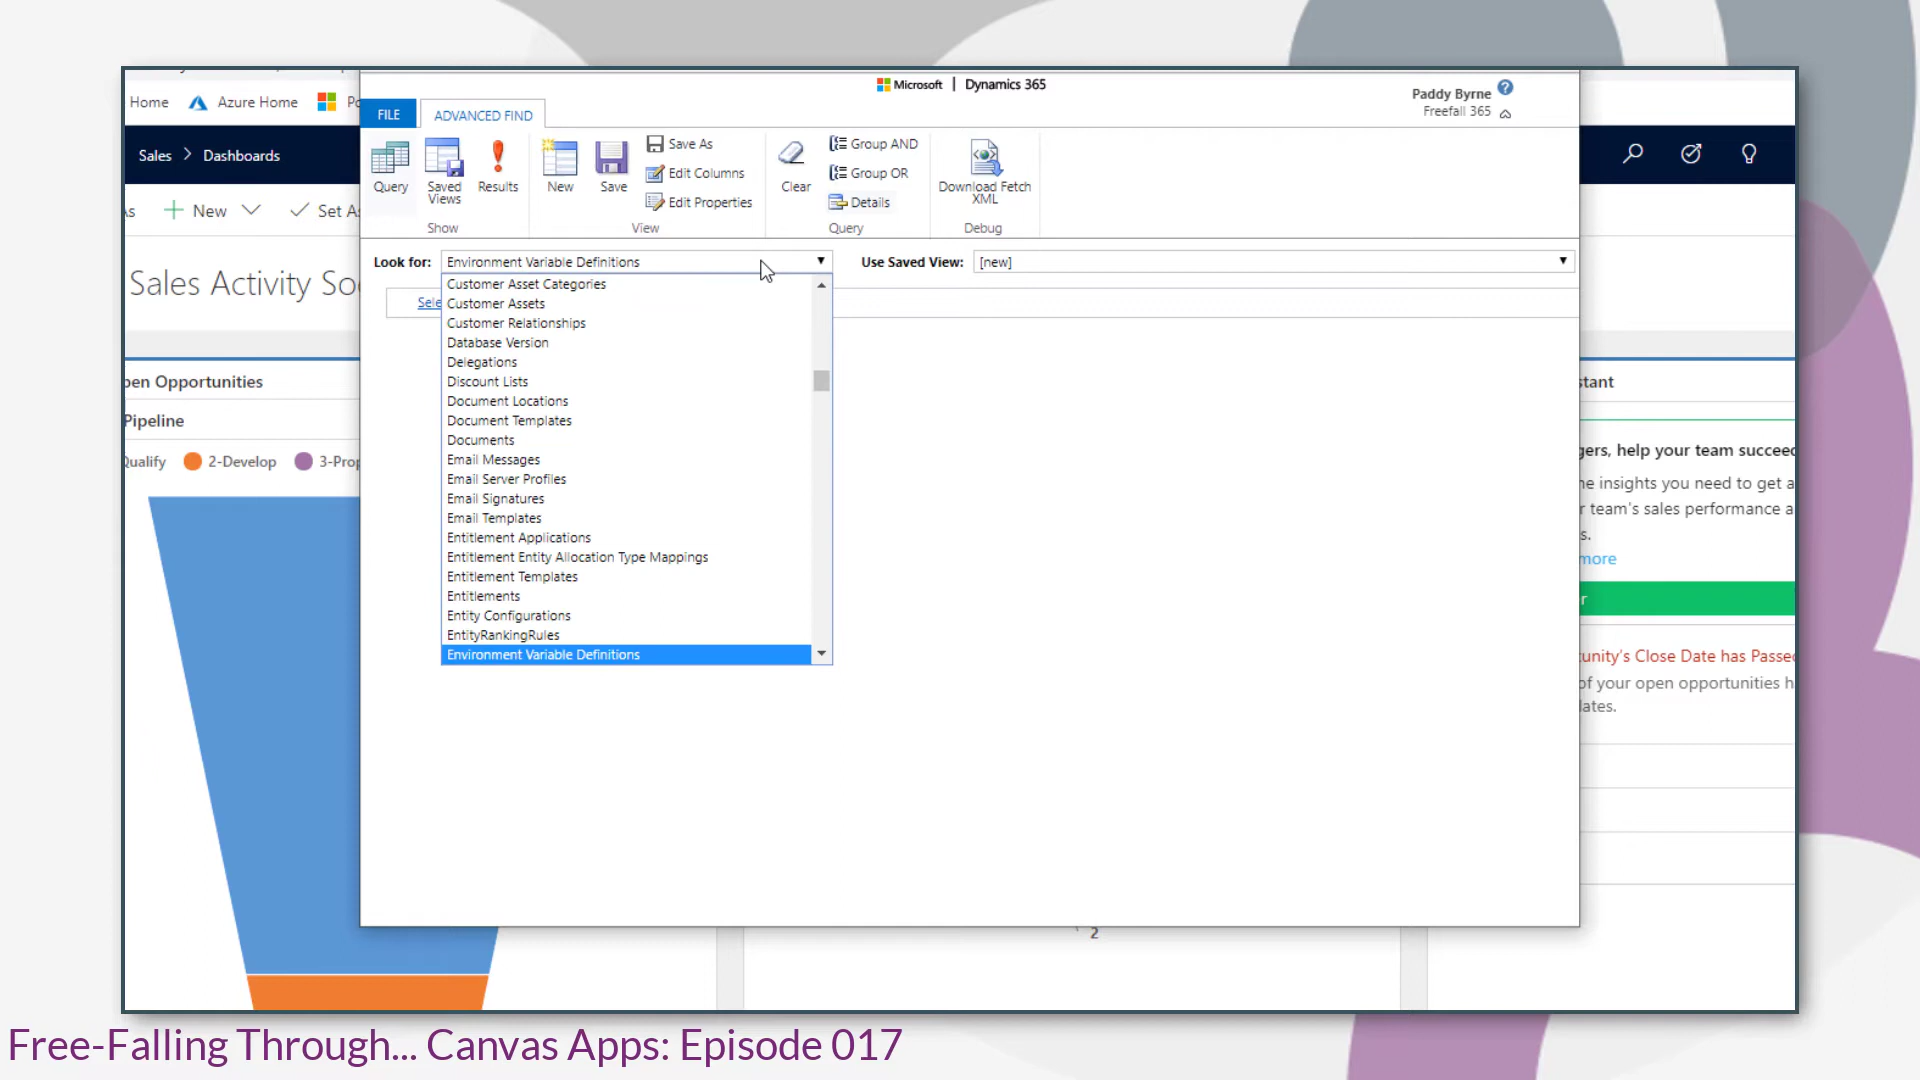 Home Azure Home
Microsoft | Dynamics 365
Paddy Byrne
Freefall 365
FILE ADVANCED FIND
Sales > Dashboards
Query Saved Views Results
Show
New Save Save As
Edit Columns
Edit Properties
View
Clear Group AND
Group OR
Details
Query
Download Fetch XML
Debug
New Set As
Sales Activity So
Look for: Environment Variable Definitions
Use Saved View: [new]
Sele
Customer Asset Categories
Customer Assets
Customer Relationships
Database Version
Delegations
Discount Lists
Document Locations
Document Templates
Documents
Email Messages
Email Server Profiles
Email Signatures
Email Templates
Entitlement Applications
Entitlement Entity Allocation Type Mappings
Entitlement Templates
Entitlements
Entity Configurations
EntityRankingRules
Environment Variable Definitions
pen Opportunities
Pipeline
Qualify 2-Develop 3-Prop
stant
gers, help your team succeed
he insights you need to get a
r team's sales performance a
s.
more
r
unity's Close Date has Passed
of your open opportunities h
lates.
2
Free-Falling Through... Canvas Apps: Episode 017